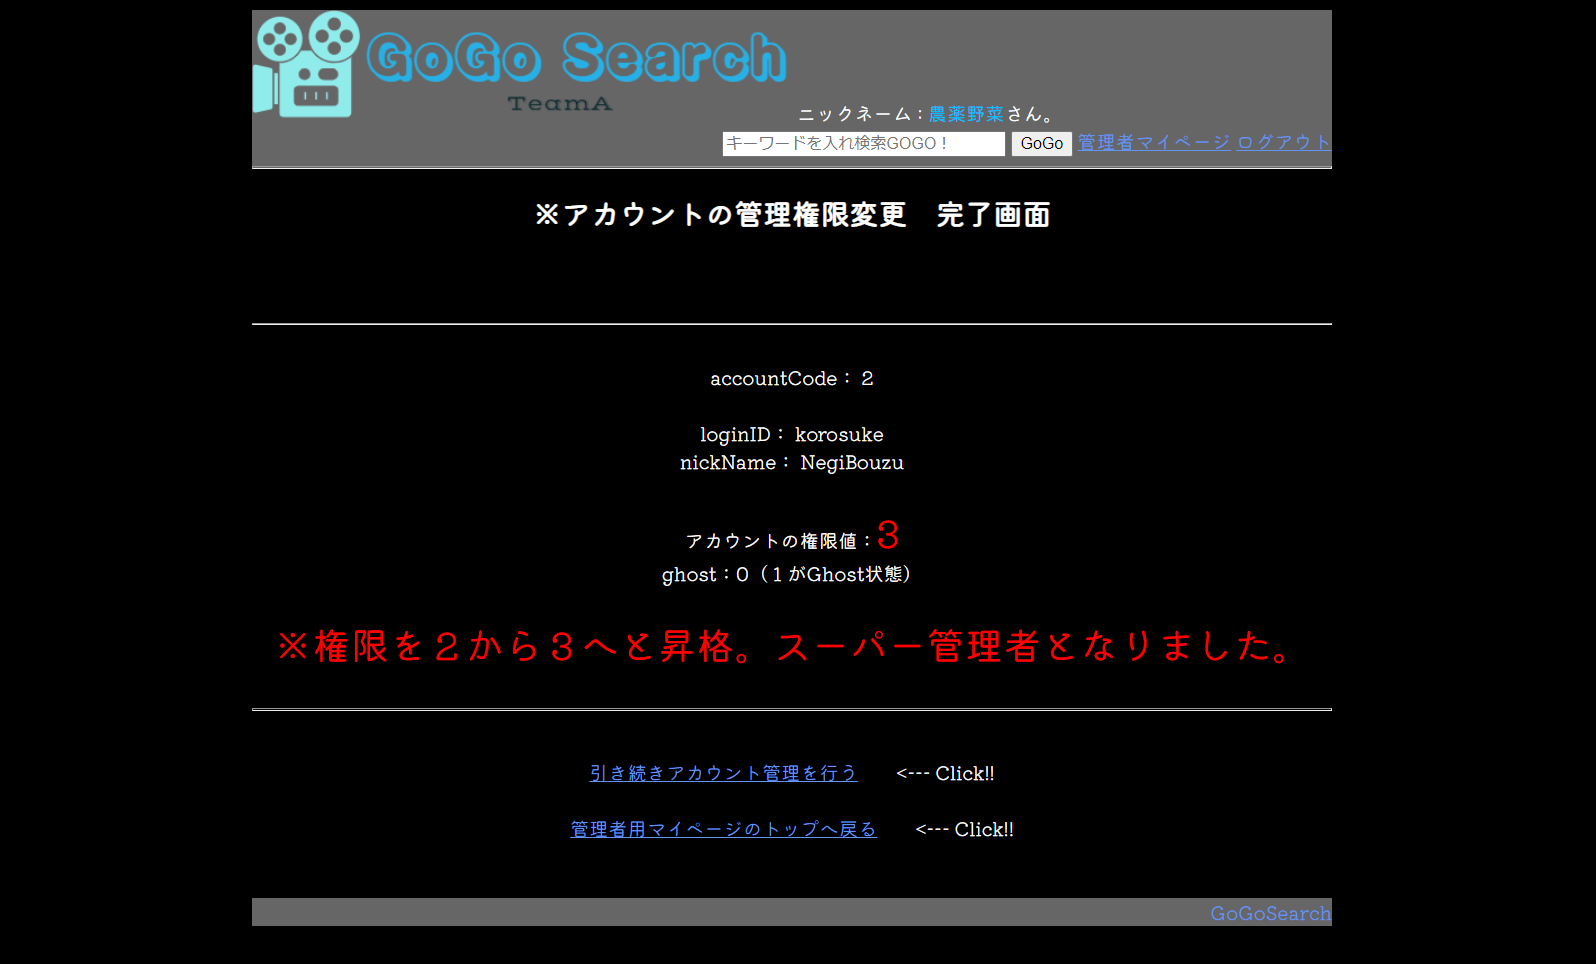 GoGo Search
TeamA
ニックネーム：農薬野菜さん。
キーワードを入れ検索GOGO！ GoGo 管理者マイページ ログアウト
※アカウントの管理権限変更　完了画面
accountCode： 2
loginID： korosuke
nickName： NegiBouzu
アカウントの権限値：3
ghost：0（１がGhost状態）
※権限を２から３へと昇格。スーパー管理者となりました。
引き続きアカウント管理を行う　　<--- Click!!
管理者用マイページのトップへ戻る　　<--- Click!!
GoGoSearch